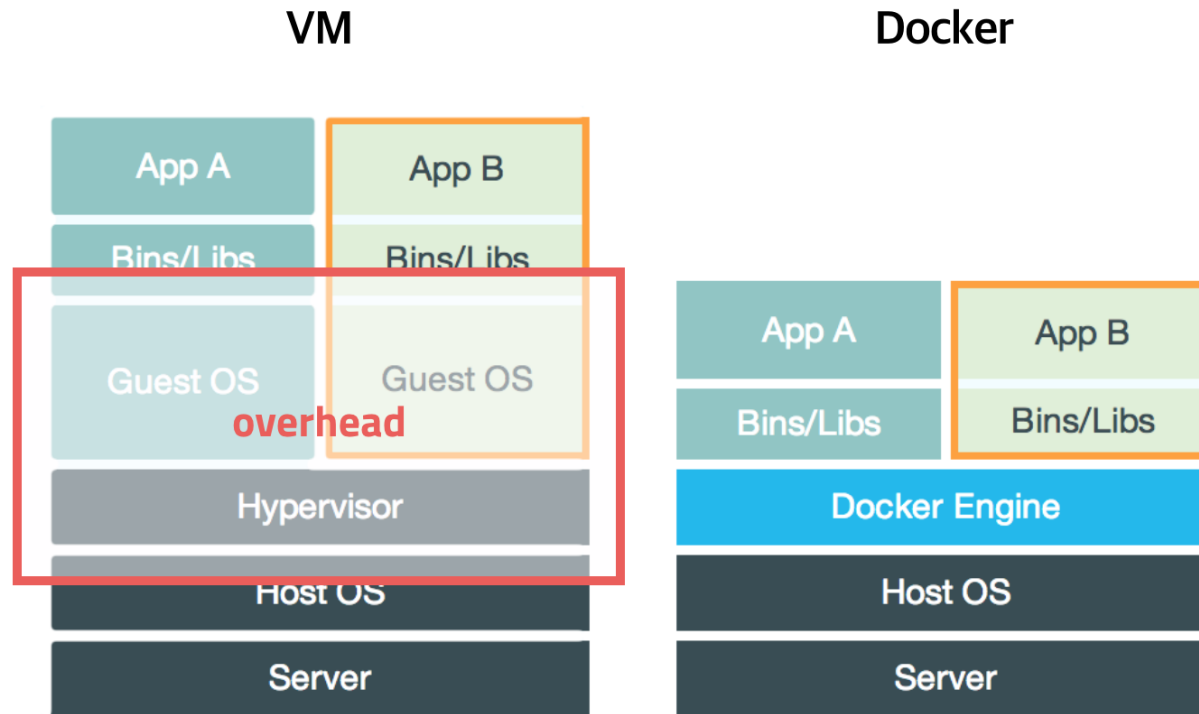 VM
Docker
App A
App B
Bins/Libs
Bins/Libs
Guest OS
Guest OS
overhead
Hypervisor
Host OS
Server
App A
App B
Bins/Libs
Bins/Libs
Docker Engine
Host OS
Server